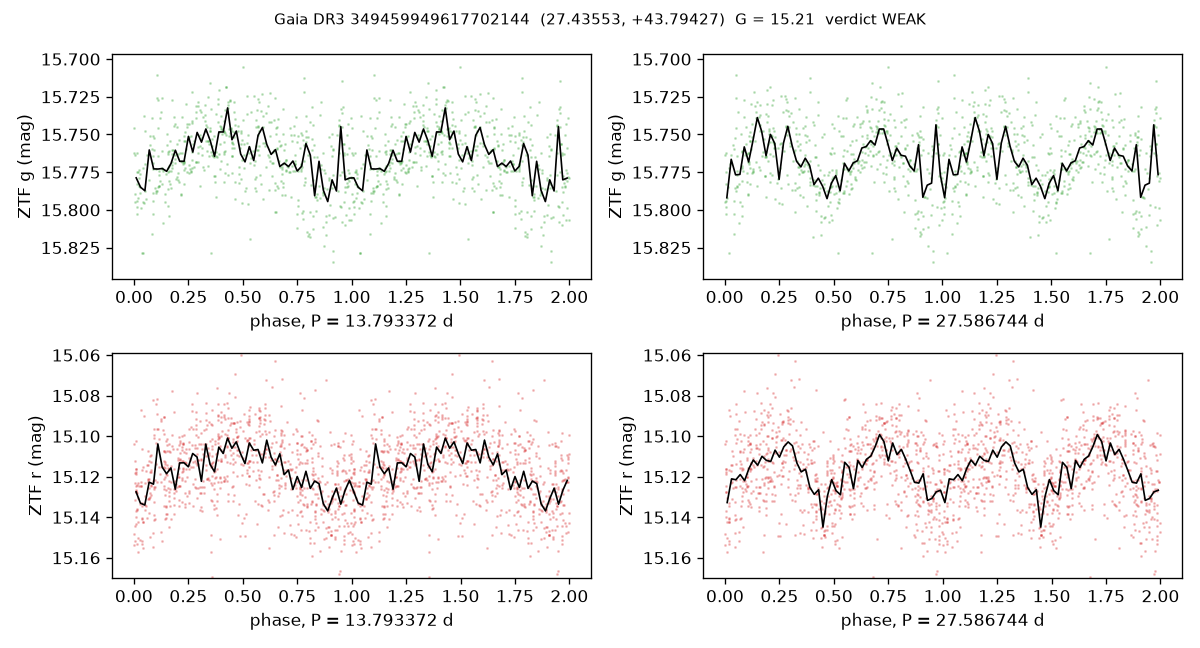 Gaia DR3 349459949617702144 (27.43553, +43.79427) G = 15.21 verdict WEAK
15.700
15.725
15.750
15.775
15.800
15.825
ZTF g (mag)
0.00 0.25 0.50 0.75 1.00 1.25 1.50 1.75 2.00
phase, P = 13.793372 d
15.700
15.725
15.750
15.775
15.800
15.825
ZTF g (mag)
0.00 0.25 0.50 0.75 1.00 1.25 1.50 1.75 2.00
phase, P = 27.586744 d
15.06
15.08
15.10
15.12
15.14
15.16
ZTF r (mag)
0.00 0.25 0.50 0.75 1.00 1.25 1.50 1.75 2.00
phase, P = 13.793372 d
15.06
15.08
15.10
15.12
15.14
15.16
ZTF r (mag)
0.00 0.25 0.50 0.75 1.00 1.25 1.50 1.75 2.00
phase, P = 27.586744 d